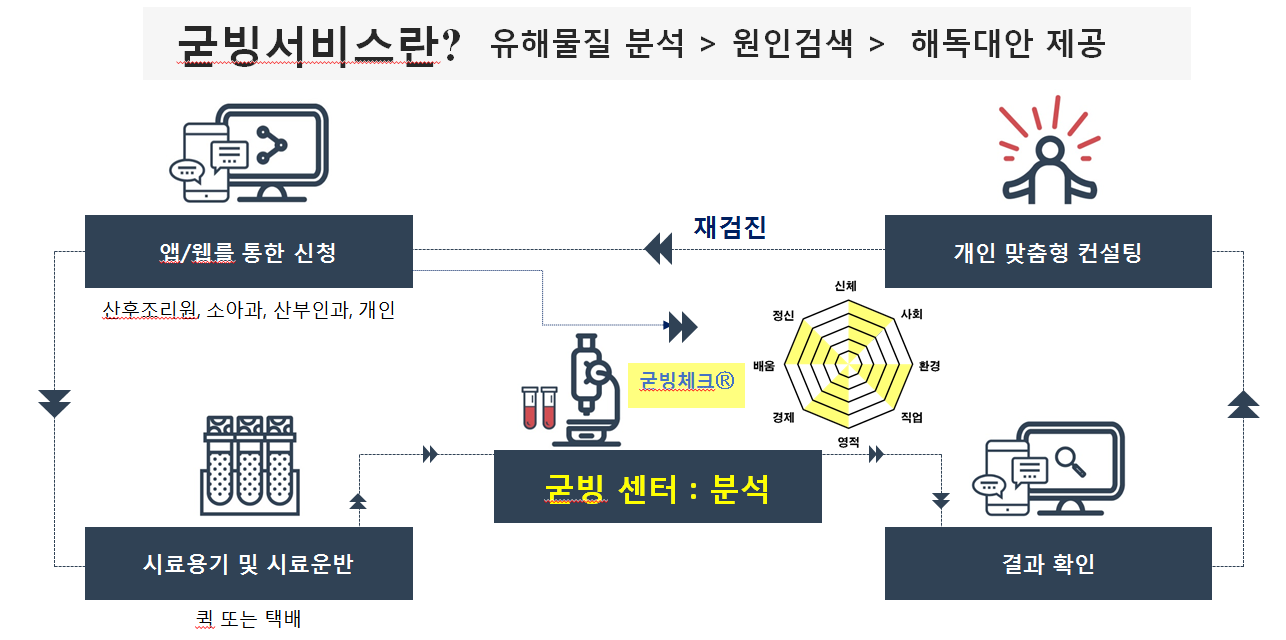 굳빙서비스란? 유해물질 분석 > 원인검색 > 해독대안 제공
재검진
앱/웹를 통한 신청
개인 맞춤형 컨설팅
산후조리원, 소아과, 산부인과, 개인
신체
정신
사회
배움
환경
경제
직업
영적
굳빙체크®
굳빙 센터 : 분석
시료용기 및 시료운반
결과 확인
퀵 또는 택배